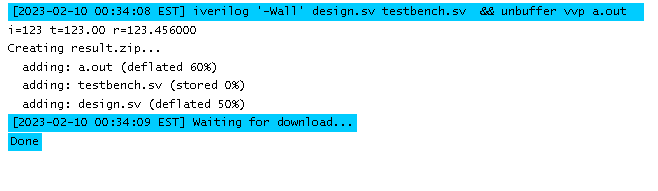 [2023-02-10 00:34:08 EST] iverilog '-Wall' design.sv testbench.sv  && unbuffer vvp a.out
i=123 t=123.00 r=123.456000
Creating result.zip...
  adding: a.out (deflated 60%)
  adding: testbench.sv (stored 0%)
  adding: design.sv (deflated 50%)
[2023-02-10 00:34:09 EST] Waiting for download...
Done